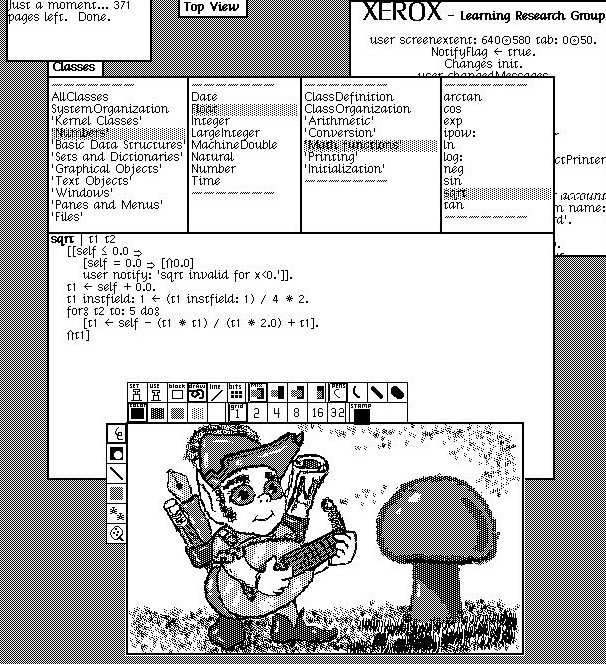 Just a moment... 371
pages left. Done.
Top View
XEROX - Learning Research Group
user screenextent: 640⊙580 tab: 0⊙50.
NotifyFlag ← true.
Changes init.
user changedMessages
Classes
AllClasses
SystemOrganization
'Kernel Classes'
'Numbers'
'Basic Data Structures'
'Sets and Dictionaries'
'Graphical Objects'
'Text Objects'
'Windows'
'Panes and Menus'
'Files'
Date
Float
Integer
LargeInteger
MachineDouble
Natural
Number
Time
ClassDefinition
ClassOrganization
'Arithmetic'
'Conversion'
'Math functions'
'Printing'
'Initialization'
arctan
cos
exp
ipow:
ln
log:
neg
sin
sqrt
tan
ctPrinter
account
m name:
rd'.
sqrt | t1 t2
[[self ≤ 0.0 ⇒
[self = 0.0 ⇒ [⇑0.0]
user notify: 'sqrt invalid for x<0.']].
t1 ← self + 0.0.
t1 instfield: 1 ← (t1 instfield: 1) / 4 * 2.
for⦂ t2 to: 5 do⦂
[t1 ← self - (t1 * t1) / (t1 * 2.0) + t1].
⇑t1]
SET USE block draw line bits PENS
COLOR grid 1 2 4 8 16 32 STAMP